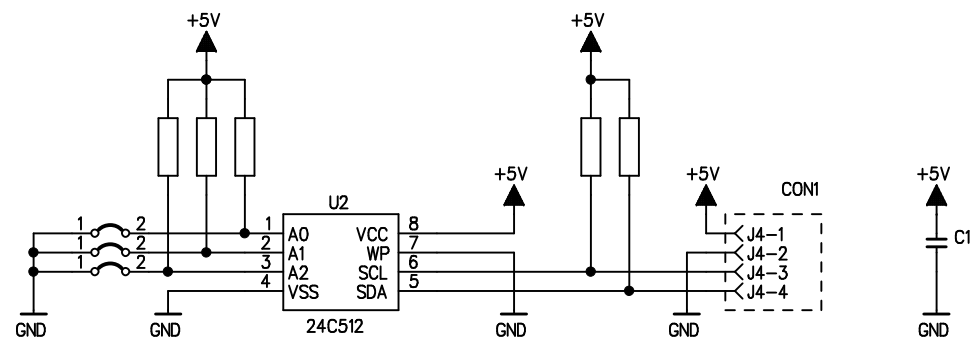 +5V
+5V
+5V
+5V
+5V
CON1
U2
1 2 1 A0 VCC 8 J4-1
1 2 2 A1 WP 7 J4-2
1 2 3 A2 SCL 6 J4-3
4 VSS SDA 5 J4-4
C1
24C512
GND
GND
GND
GND
GND